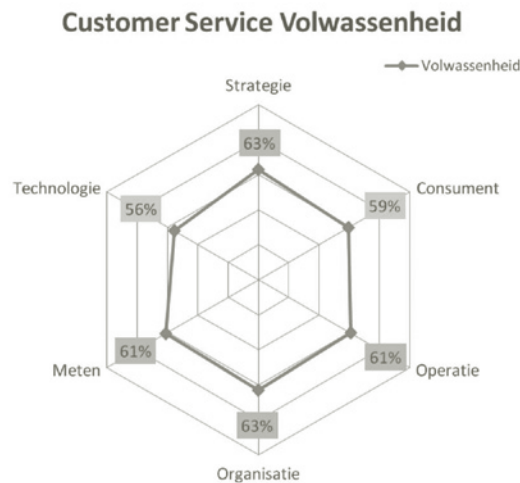 Customer Service Volwassenheid
Volwassenheid
Strategie
63%
Technologie
Consument
56%
59%
61%
61%
Meten
Operatie
63%
Organisatie